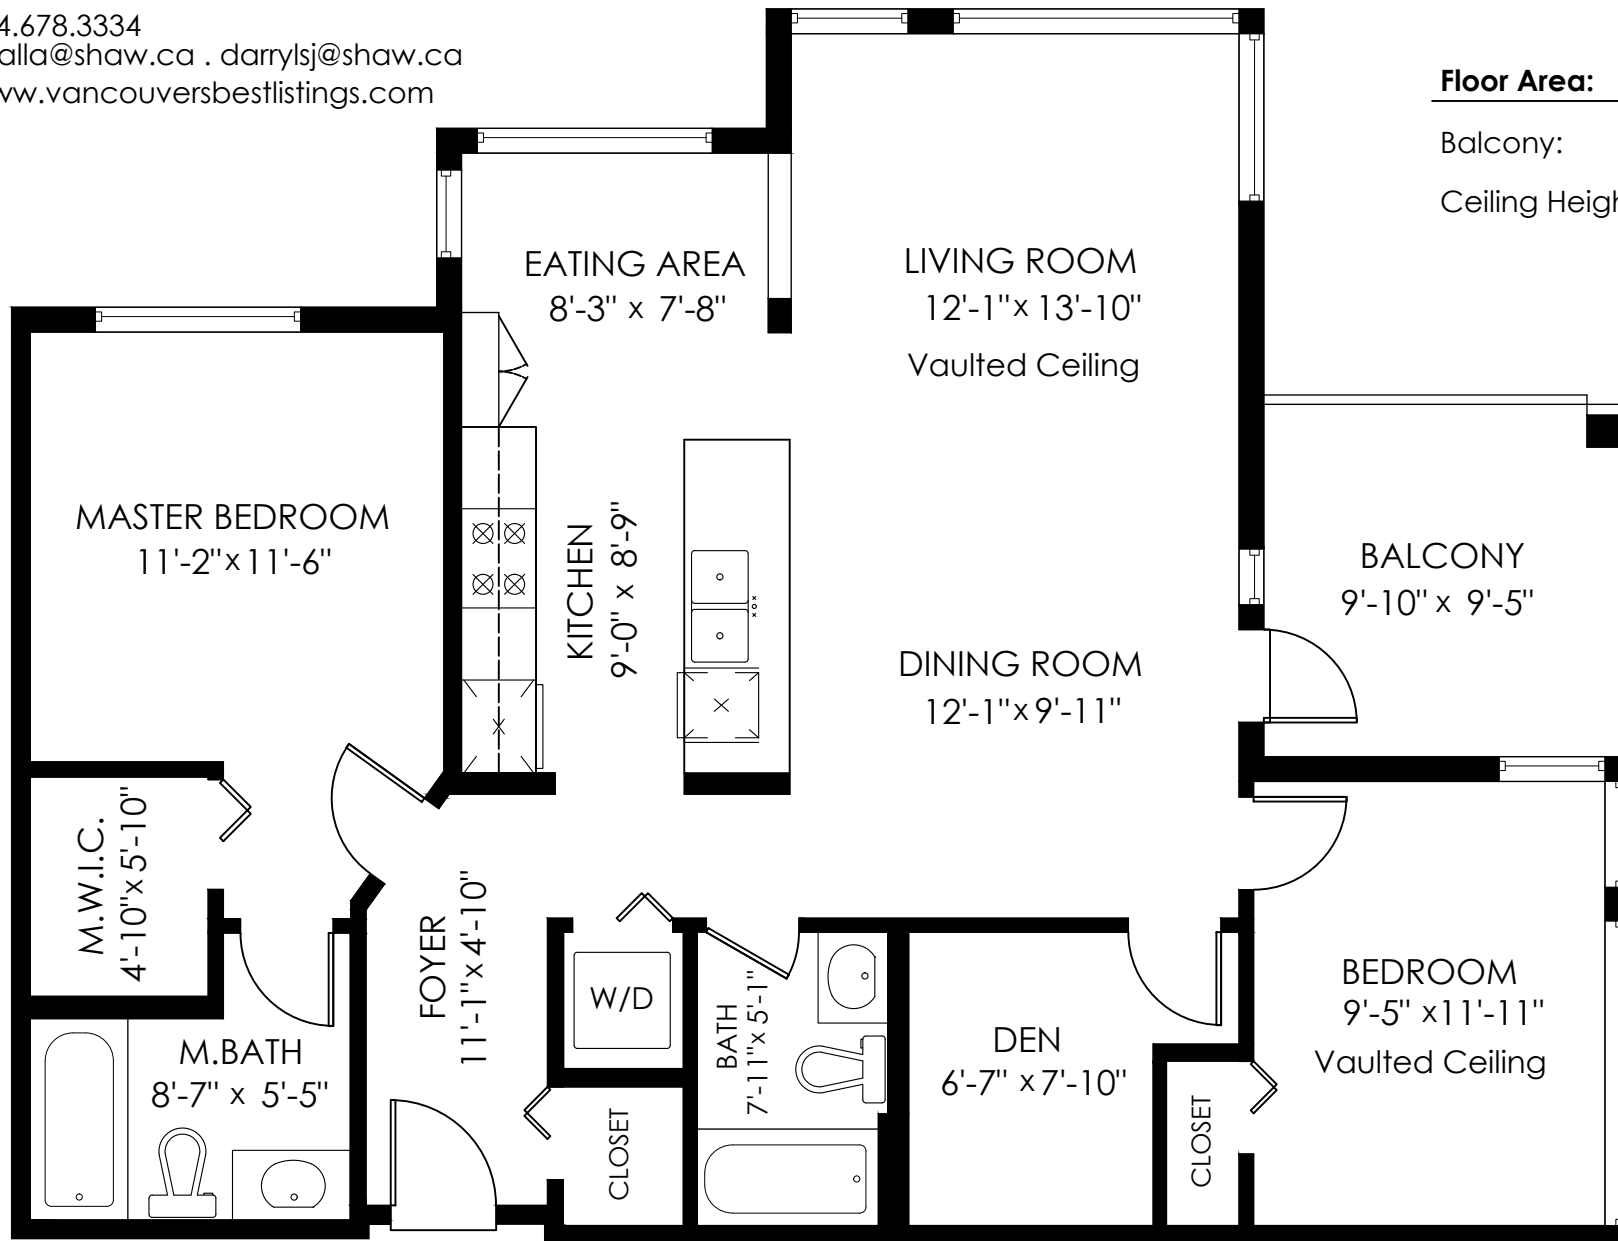 4.678.3334
alla@shaw.ca . darrylsj@shaw.ca
w.vancouversbestlistings.com
Floor Area:
Balcony:
Ceiling Heigh
EATING AREA
8'-3" x 7'-8"
LIVING ROOM
12'-1" x 13'-10"
Vaulted Ceiling
MASTER BEDROOM
11'-2" x 11'-6"
KITCHEN
9'-0" x 8'-9"
BALCONY
9'-10" x 9'-5"
DINING ROOM
12'-1" x 9'-11"
M.W.I.C.
4'-10" x 5'-10"
FOYER
11'-1" x 4'-10"
W/D
BATH
7'-11" x 5'-1"
DEN
6'-7" x 7'-10"
BEDROOM
9'-5" x 11'-11"
Vaulted Ceiling
M.BATH
8'-7" x 5'-5"
CLOSET
CLOSET